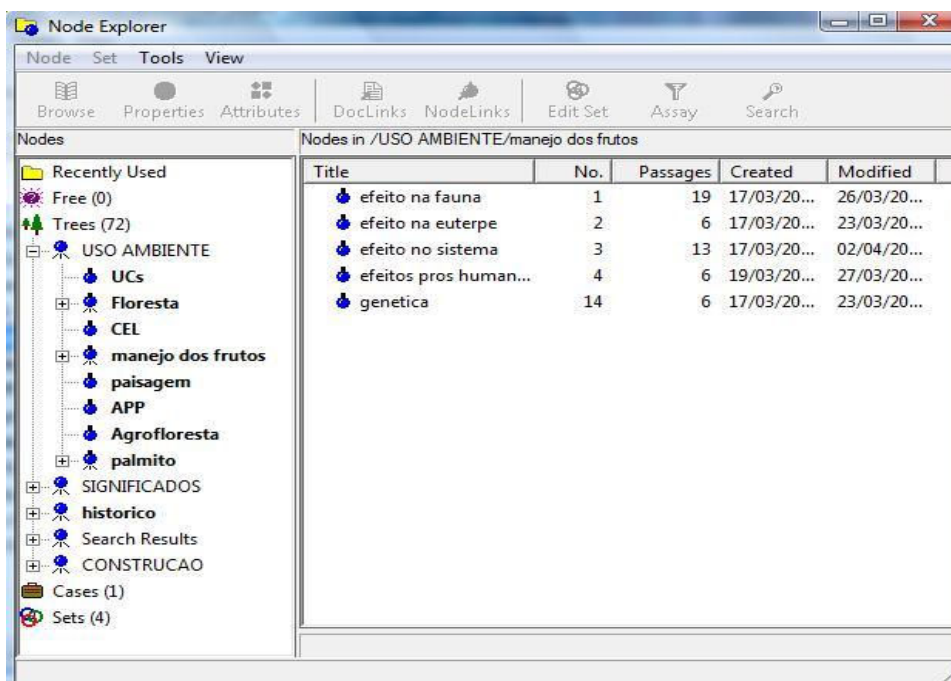 Node Explorer
Node Set Tools View
Browse Properties Attributes DocLinks NodeLinks Edit Set Assay Search
Nodes
Nodes in /USO AMBIENTE/manejo dos frutos
Recently Used
Free (0)
Trees (72)
USO AMBIENTE
UCs
Floresta
CEL
manejo dos frutos
paisagem
APP
Agrofloresta
palmito
SIGNIFICADOS
historico
Search Results
CONSTRUCAO
Cases (1)
Sets (4)
Title No. Passages Created Modified
efeito na fauna 1 19 17/03/20... 26/03/20...
efeito na euterpe 2 6 17/03/20... 23/03/20...
efeito no sistema 3 13 17/03/20... 02/04/20...
efeitos pros human... 4 6 19/03/20... 27/03/20...
genetica 14 6 17/03/20... 23/03/20...